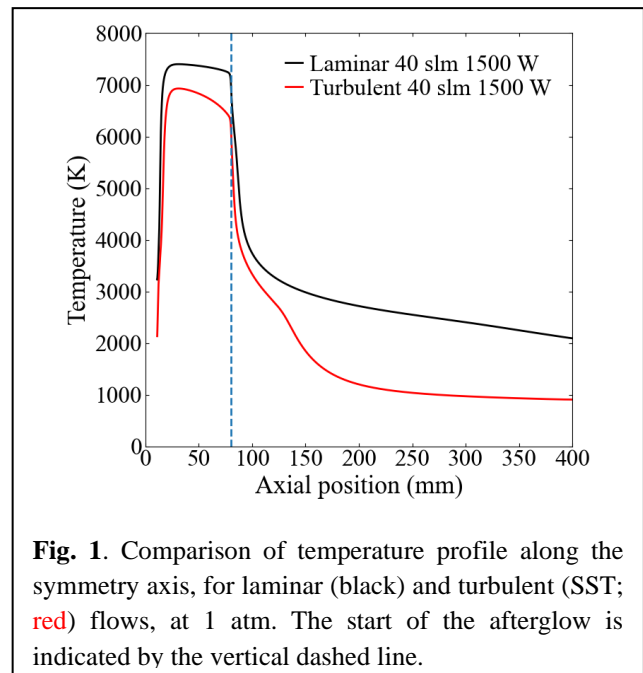 8000
7000
6000
5000
4000
3000
2000
1000
0
Temperature (K)
Laminar 40 slm 1500 W
Turbulent 40 slm 1500 W
0 50 100 150 200 250 300 350 400
Axial position (mm)
Fig. 1. Comparison of temperature profile along the
symmetry axis, for laminar (black) and turbulent (SST;
red) flows, at 1 atm. The start of the afterglow is
indicated by the vertical dashed line.